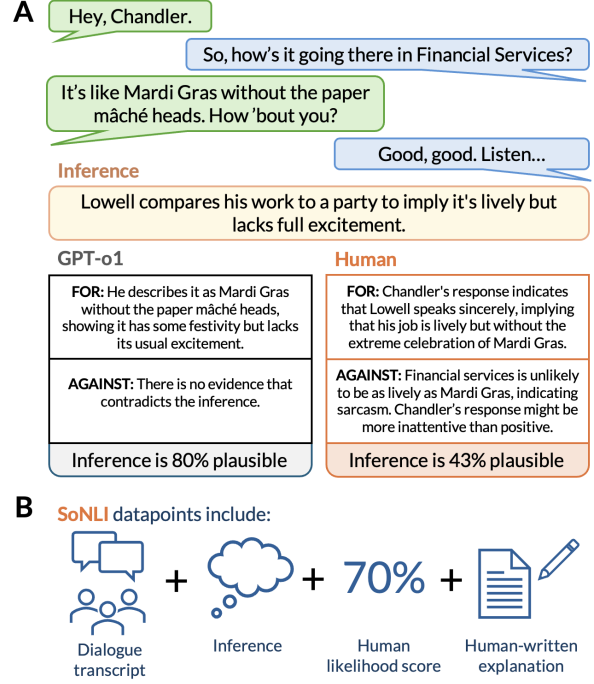 A
Hey, Chandler.
So, how's it going there in Financial Services?
It's like Mardi Gras without the paper
mâché heads. How 'bout you?
Good, good. Listen...
Inference
Lowell compares his work to a party to imply it's lively but
lacks full excitement.
GPT-o1
FOR: He describes it as Mardi Gras
without the paper mâché heads,
showing it has some festivity but lacks
its usual excitement.
AGAINST: There is no evidence that
contradicts the inference.
Inference is 80% plausible
Human
FOR: Chandler's response indicates
that Lowell speaks sincerely, implying
that his job is lively but without the
extreme celebration of Mardi Gras.
AGAINST: Financial services is unlikely
to be as lively as Mardi Gras, indicating
sarcasm. Chandler's response might be
more inattentive than positive.
Inference is 43% plausible
B
SoNLI datapoints include:
+ + 70% +
Dialogue
transcript
Inference
Human
likelihood score
Human-written
explanation